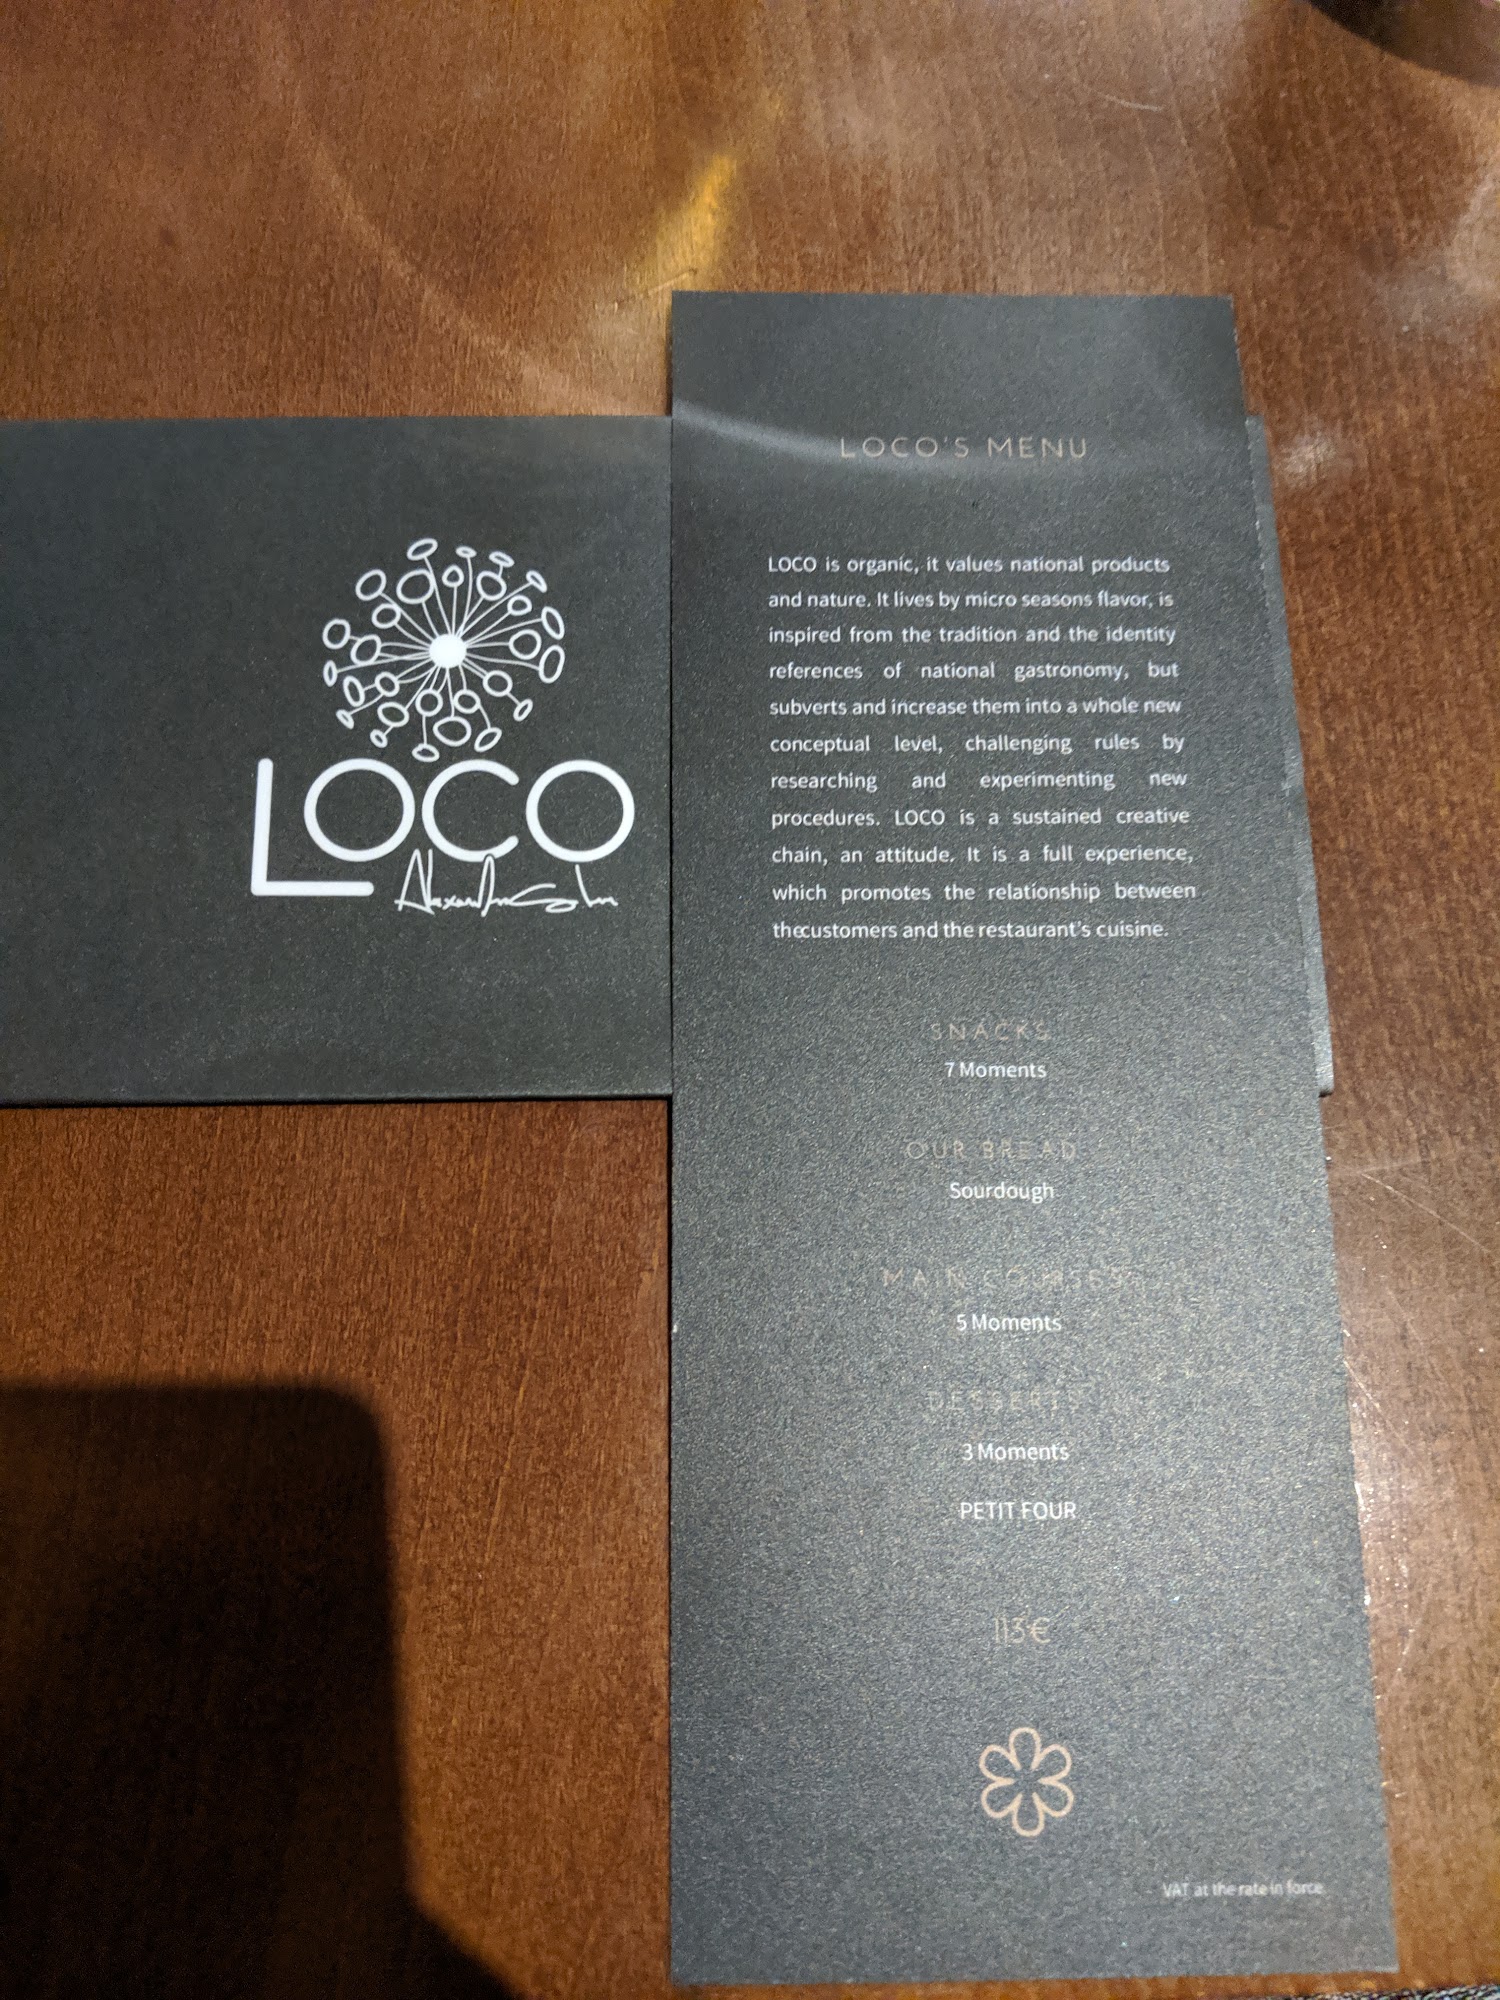 LOCO
LOCO'S MENU
LOCO is organic, it values national products
and nature. It lives by micro seasons flavor, is
inspired from the tradition and the identity
references of national gastronomy, but
subverts and increase them into a whole new
conceptual level, challenging rules by
researching and experimenting new
procedures. LOCO is a sustained creative
chain, an attitude. It is a full experience,
which promotes the relationship between
thecustomers and the restaurant's cuisine.
SNACKS
7 Moments
OUR BREAD
Sourdough
MAIN COURSES
5 Moments
DESSERTS
3 Moments
PETIT FOUR
113€
VAT at the rate in force